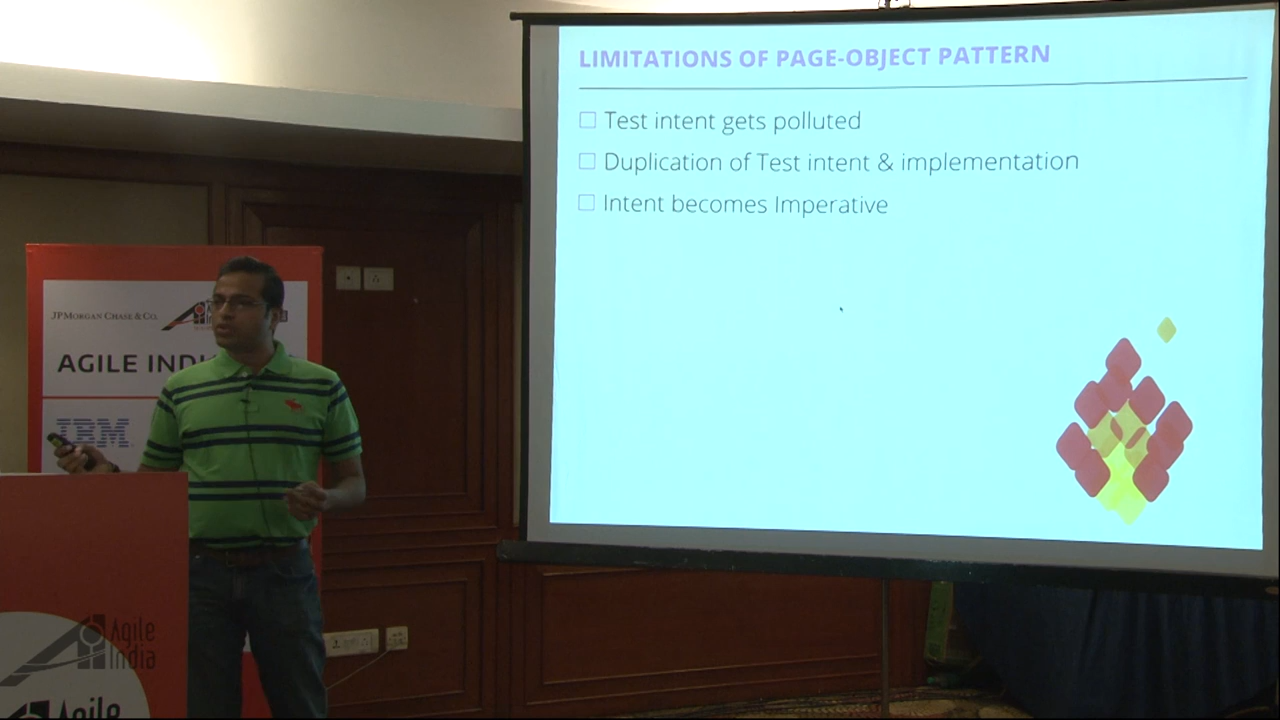 LIMITATIONS OF PAGE-OBJECT PATTERN
Test intent gets polluted
Duplication of Test intent & implementation
Intent becomes Imperative
JPMORGAN CHASE & CO.
AGILE
IBM
Agile
India
Agile